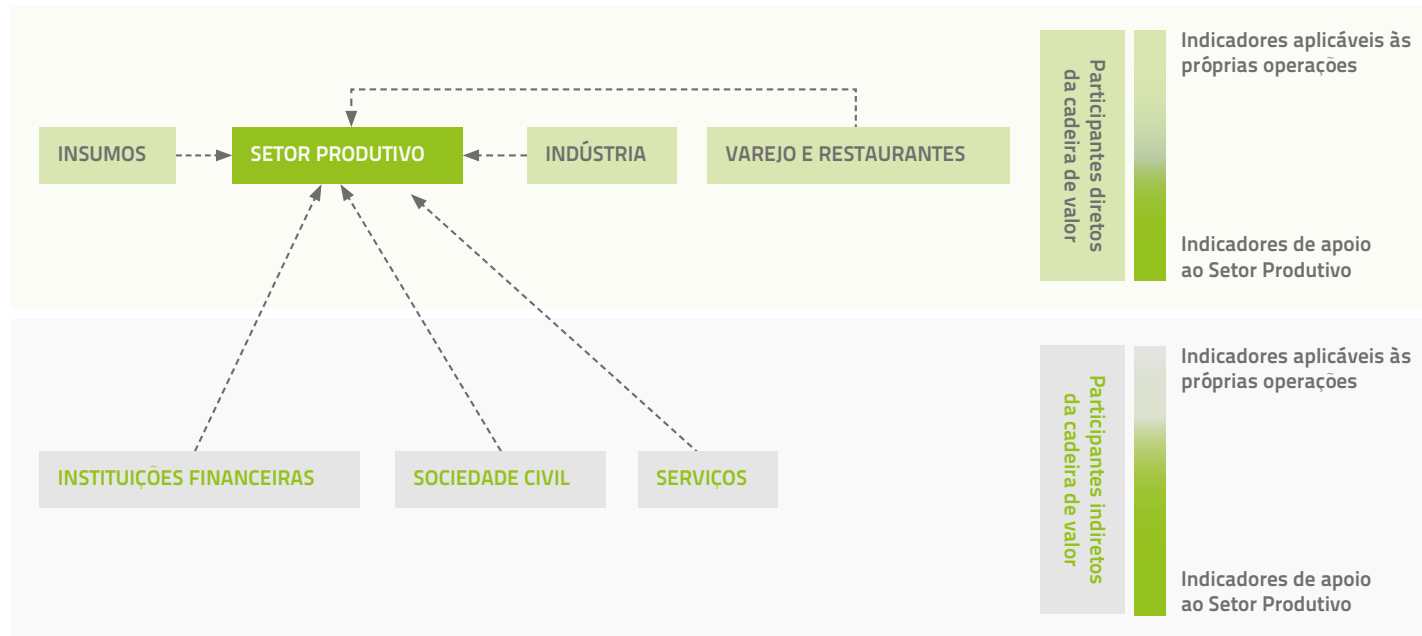 INSUMOS
SETOR PRODUTIVO
INDÚSTRIA
VAREJO E RESTAURANTES
Participantes diretos
da cadeira de valor
Indicadores aplicáveis às
próprias operações
Indicadores de apoio
ao Setor Produtivo
INSTITUIÇÕES FINANCEIRAS
SOCIEDADE CIVIL
SERVIÇOS
Participantes indiretos
da cadeira de valor
Indicadores aplicáveis às
próprias operações
Indicadores de apoio
ao Setor Produtivo